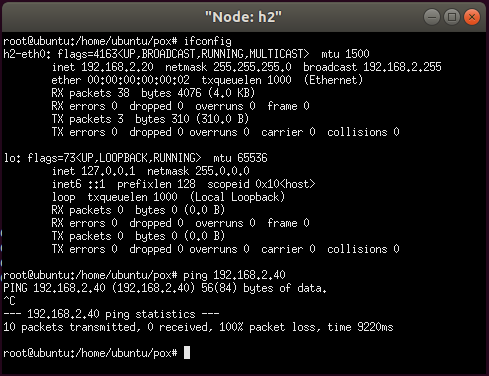 "Node: h2"
root@ubuntu:/home/ubuntu/pox# ifconfig
h2-eth0: flags=4163<UP,BROADCAST,RUNNING,MULTICAST>  mtu 1500
        inet 192.168.2.20  netmask 255.255.255.0  broadcast 192.168.2.255
        ether 00:00:00:00:00:02  txqueuelen 1000  (Ethernet)
        RX packets 38  bytes 4076 (4.0 KB)
        RX errors 0  dropped 0  overruns 0  frame 0
        TX packets 3  bytes 310 (310.0 B)
        TX errors 0  dropped 0 overruns 0  carrier 0  collisions 0
lo: flags=73<UP,LOOPBACK,RUNNING>  mtu 65536
        inet 127.0.0.1  netmask 255.0.0.0
        inet6 ::1  prefixlen 128  scopeid 0x10<host>
        loop  txqueuelen 1000  (Local Loopback)
        RX packets 0  bytes 0 (0.0 B)
        RX errors 0  dropped 0  overruns 0  frame 0
        TX packets 0  bytes 0 (0.0 B)
        TX errors 0  dropped 0 overruns 0  carrier 0  collisions 0
root@ubuntu:/home/ubuntu/pox# ping 192.168.2.40
PING 192.168.2.40 (192.168.2.40) 56(84) bytes of data.
^C
--- 192.168.2.40 ping statistics ---
10 packets transmitted, 0 received, 100% packet loss, time 9220ms
root@ubuntu:/home/ubuntu/pox#